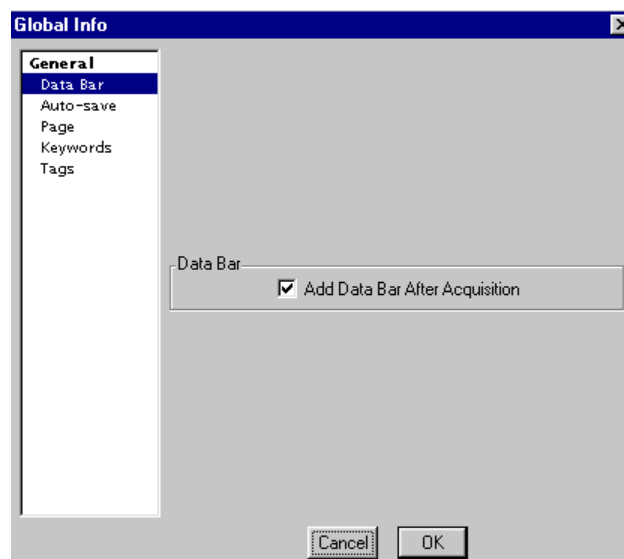 Global Info
General
Data Bar
Auto-save
Page
Keywords
Tags
Data Bar
Add Data Bar After Acquisition
Cancel OK